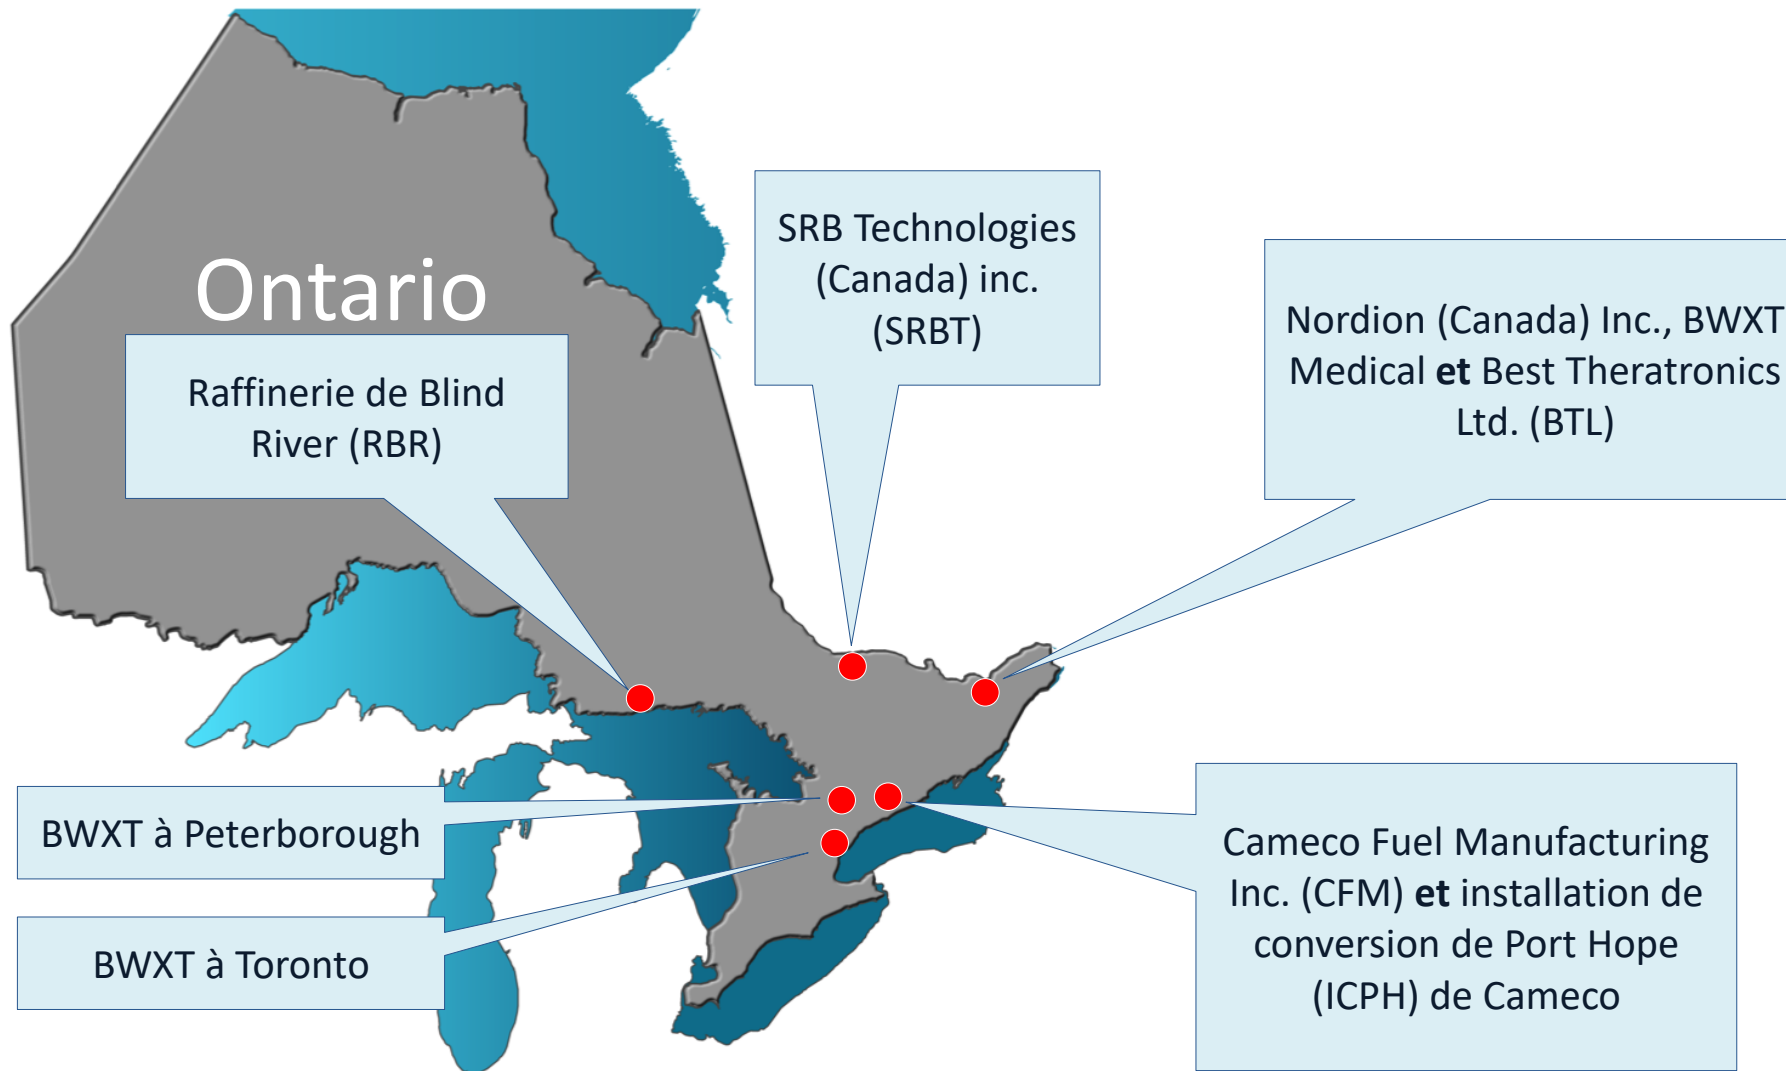 Ontario
Raffinerie de Blind
River (RBR)
SRB Technologies
(Canada) inc.
(SRBT)
Nordion (Canada) Inc., BWXT
Medical et Best Theratronics
Ltd. (BTL)
BWXT à Peterborough
BWXT à Toronto
Cameco Fuel Manufacturing
Inc. (CFM) et installation de
conversion de Port Hope
(ICPH) de Cameco